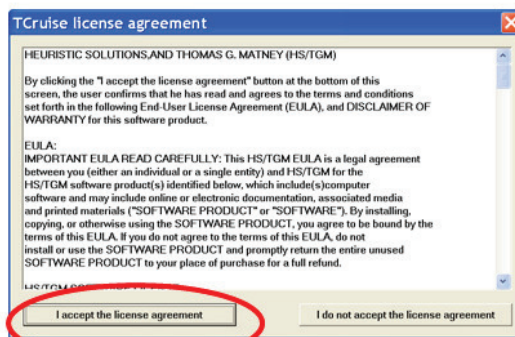 TCruise license agreement
HEURISTIC SOLUTIONS,AND THOMAS G. MATNEY (HS/TGM)
By clicking the "I accept the license agreement" button at the bottom of this
screen, the user confirms that he has read and agrees to the terms and conditions
set forth in the following End-User License Agreement (EULA), and DISCLAIMER OF
WARRANTY for this software product.
EULA:
IMPORTANT EULA READ CAREFULLY: This HS/TGM EULA is a legal agreement
between you (either an individual or a single entity) and HS/TGM for the
HS/TGM software product(s) identified below, which include(s)computer
software and may include online or electronic documentation, associated media
and printed materials ("SOFTWARE PRODUCT" or "SOFTWARE"). By installing,
copying, or otherwise using the SOFTWARE PRODUCT, you agree to be bound by the
terms of this EULA. If you do not agree to the terms of this EULA, do not
install or use the SOFTWARE PRODUCT and promptly return the entire unused
SOFTWARE PRODUCT to your place of purchase for a full refund.
I accept the license agreement
I do not accept the license agreement